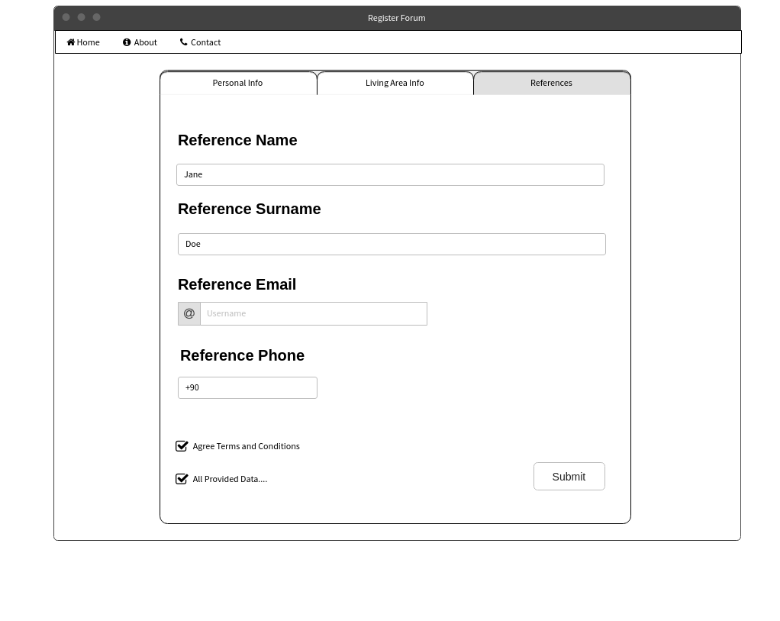 Register Forum
Home About Contact
Personal Info Living Area Info References
Reference Name
Jane
Reference Surname
Doe
Reference Email
@ Username
Reference Phone
+90
Agree Terms and Conditions
All Provided Data....
Submit